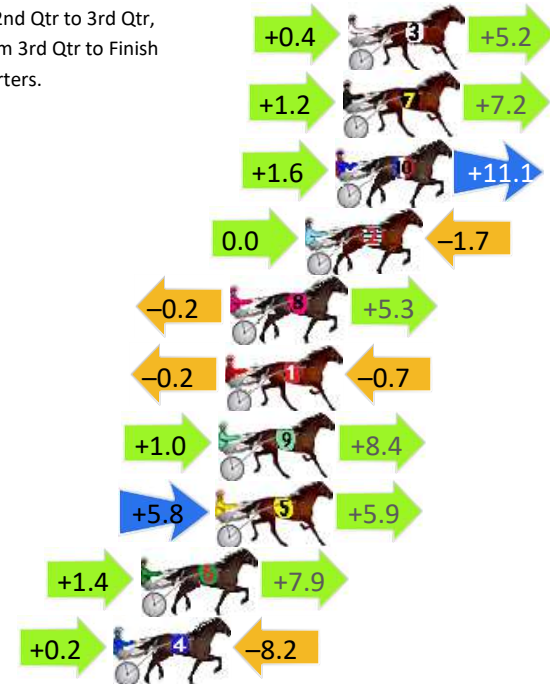 2nd Qtr to 3rd Qtr,
m 3rd Qtr to Finish
rters.
+0.4 3 +5.2
+1.2 7 +7.2
+1.6 10 +11.1
0.0 2 –1.7
–0.2 8 +5.3
–0.2 1 –0.7
+1.0 9 +8.4
+5.8 5 +5.9
+1.4 6 +7.9
+0.2 4 –8.2